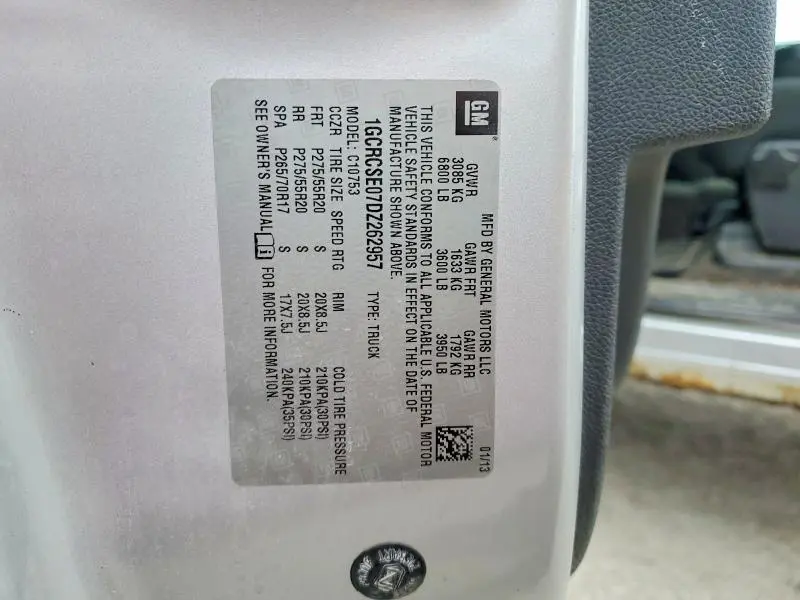 GM
MFD BY GENERAL MOTORS LLC 01/13
GVWR GAWR FRT GAWR RR
3085 KG 1633 KG 1792 KG
6800 LB 3600 LB 3950 LB
THIS VEHICLE CONFORMS TO ALL APPLICABLE U.S. FEDERAL MOTOR
VEHICLE SAFETY STANDARDS IN EFFECT ON THE DATE OF
MANUFACTURE SHOWN ABOVE.
1GCRCSE07DZ262957 TYPE: TRUCK
MODEL: C10753
CCZR TIRE SIZE SPEED RTG RIM COLD TIRE PRESSURE
FRT P275/55R20 S 20X8.5J 210KPA(30PSI)
RR P275/55R20 S 20X8.5J 210KPA(30PSI)
SPA P265/70R17 S 17X7.5J 240KPA(35PSI)
SEE OWNER'S MANUAL FOR MORE INFORMATION.